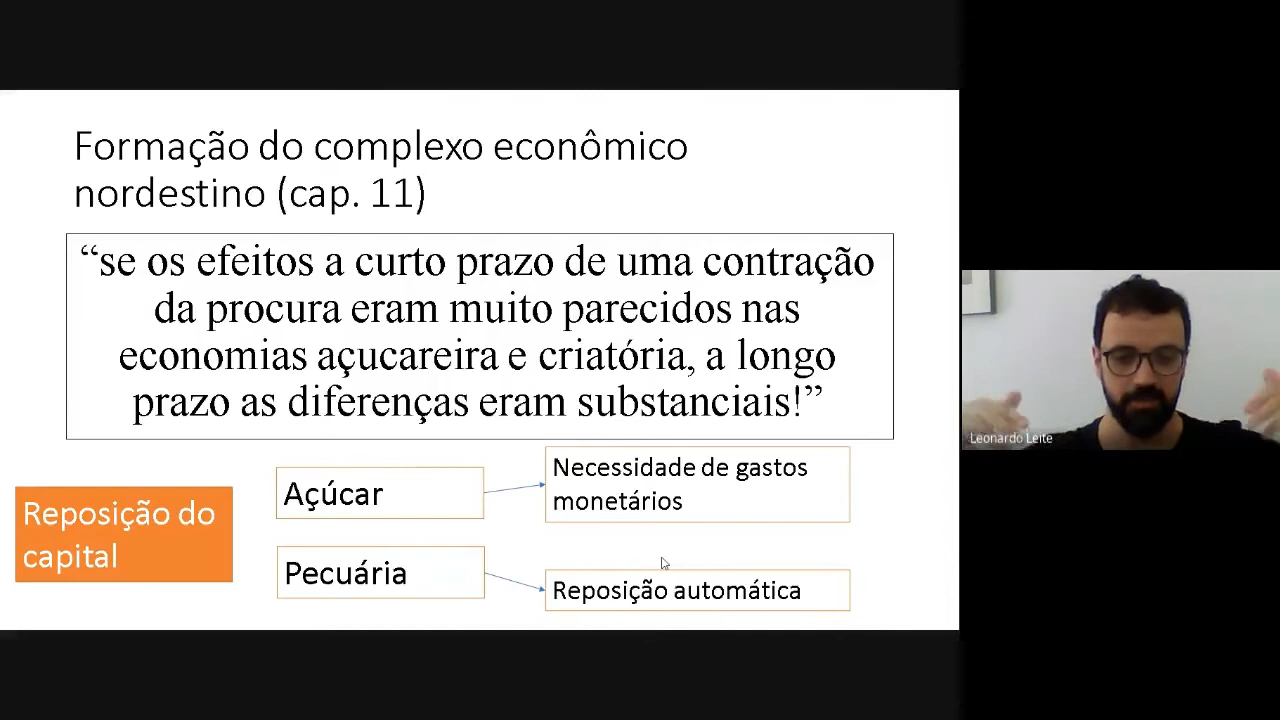 Formação do complexo econômico
nordestino (cap. 11)
“se os efeitos a curto prazo de uma contração
da procura eram muito parecidos nas
economias açucareira e criatória, a longo
prazo as diferenças eram substanciais!”
Reposição do
capital
Açúcar
Necessidade de gastos
monetários
Pecuária
Reposição automática
Leonardo Leite